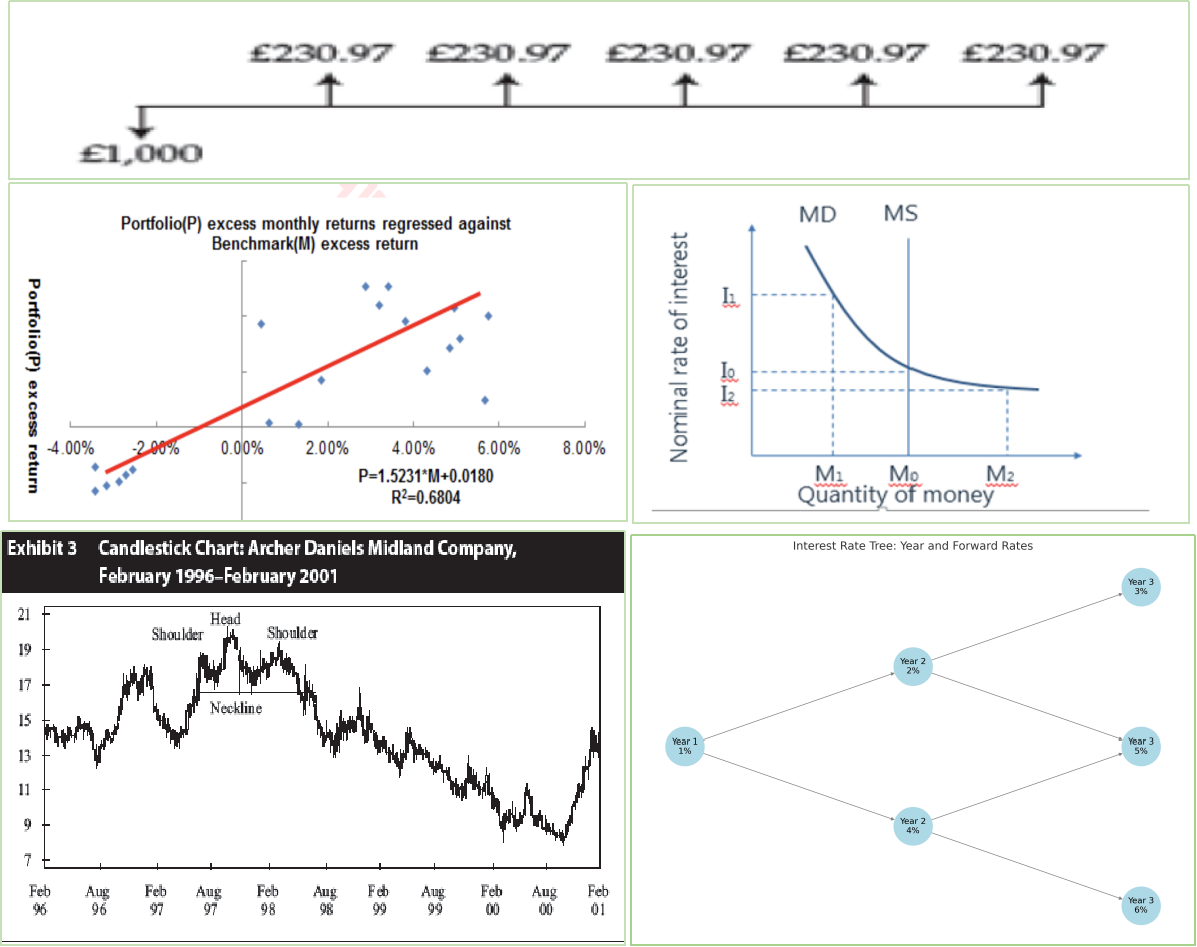 £230.97 £230.97 £230.97 £230.97 £230.97
£1,000
Portfolio(P) excess monthly returns regressed against
Benchmark(M) excess return
Portfolio(P) excess return
-4.00% -2.00% 0.00% 2.00% 4.00% 6.00% 8.00%
P=1.5231*M+0.0180
R²=0.6804
MD MS
Nominal rate of interest
I₁
I₀
I₂
M₁ M₀ M₂
Quantity of money
Exhibit 3 Candlestick Chart: Archer Daniels Midland Company,
February 1996–February 2001
21
19
17
15
13
11
9
7
Head
Shoulder Shoulder
Neckline
Feb Aug Feb Aug Feb Aug Feb Aug Feb Aug Feb
96 96 97 97 98 98 99 99 00 00 01
Interest Rate Tree: Year and Forward Rates
Year 3
3%
Year 2
2%
Year 1
1%
Year 3
5%
Year 2
4%
Year 3
6%